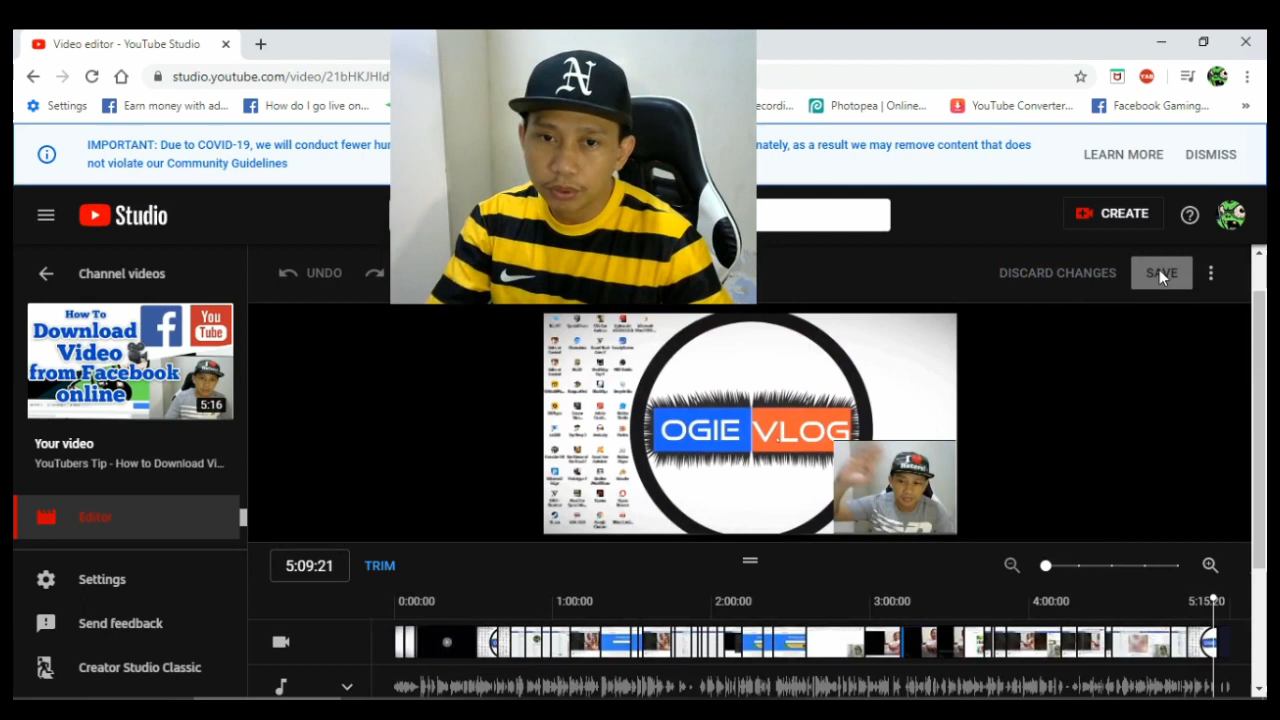 Video editor - YouTube Studio
studio.youtube.com/video/21bHKJHId
Settings
Earn money with ad...
How do I go live on...
ecordi...
Photopea | Online...
YouTube Converter...
Facebook Gaming...
»
IMPORTANT: Due to COVID-19, we will conduct fewer hu
nately, as a result we may remove content that does
not violate our Community Guidelines
LEARN MORE
DISMISS
Studio
CREATE
Channel videos
UNDO
DISCARD CHANGES
SAVE
N
How To
Download
Video
from Facebook
online
You
Tube
5:16
Your video
YouTubers Tip - How to Download Vi...
Editor
Settings
Send feedback
Creator Studio Classic
OGIE VLOG
5:09:21
TRIM
0:00:00
1:00:00
2:00:00
3:00:00
4:00:00
5:15:20